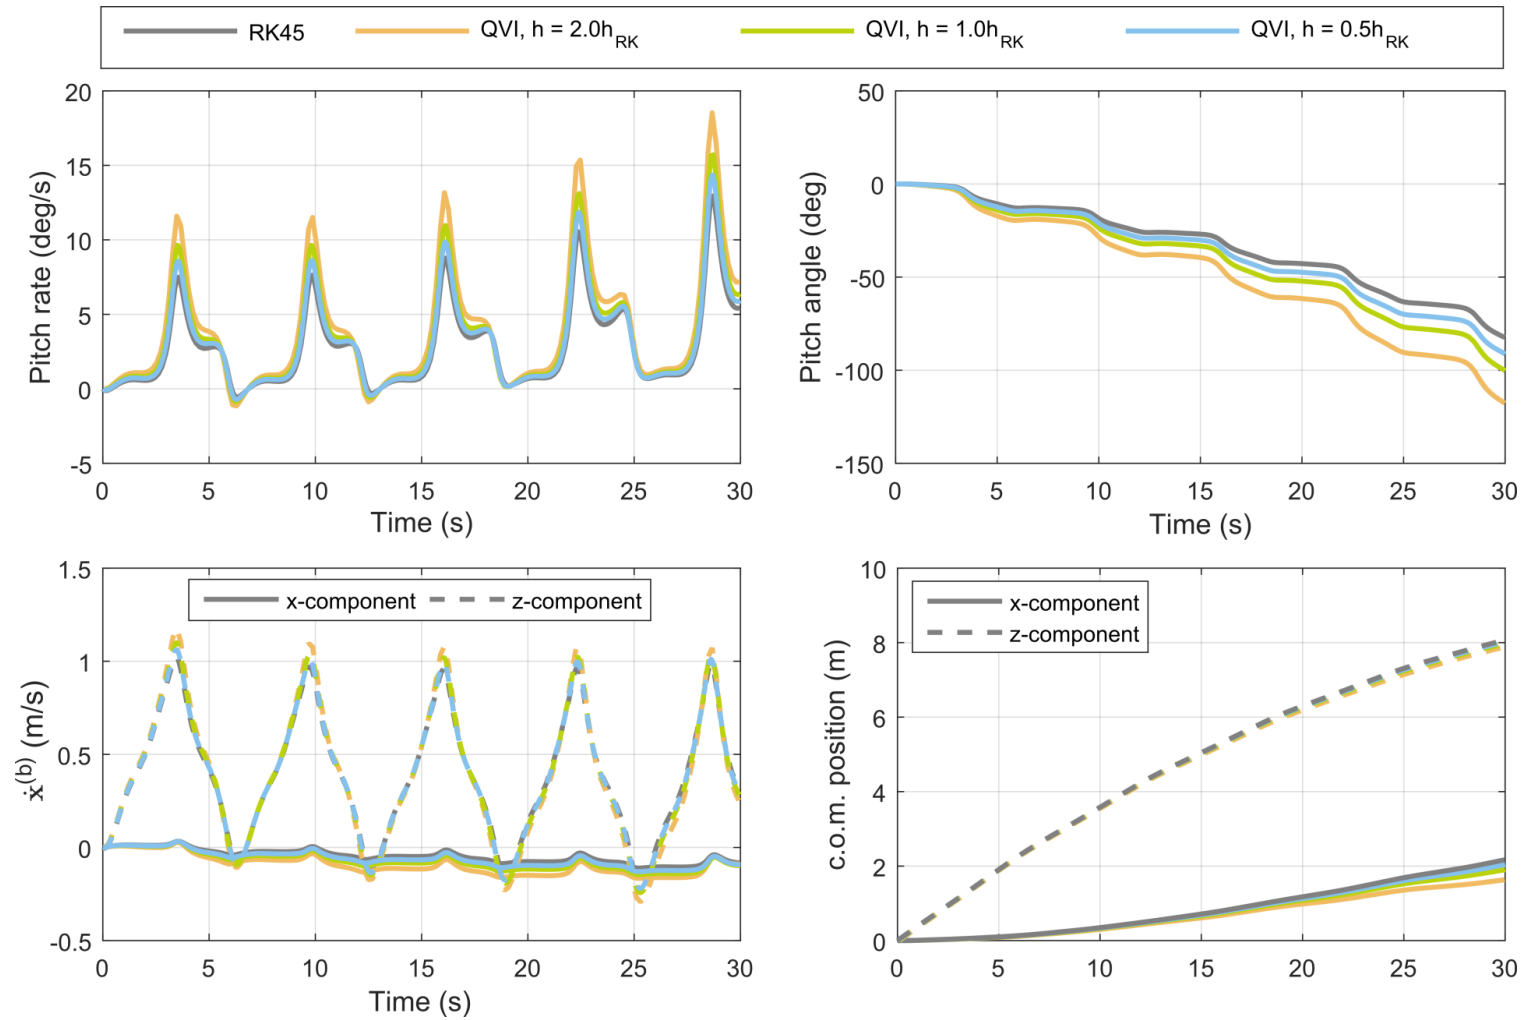 RK45 QVI, h = 2.0h_RK QVI, h = 1.0h_RK QVI, h = 0.5h_RK
20
15
10
5
0
-5
Pitch rate (deg/s)
0 5 10 15 20 25 30
Time (s)
50
0
-50
-100
-150
Pitch angle (deg)
0 5 10 15 20 25 30
Time (s)
1.5
1
0.5
0
-0.5
ẋ^(b) (m/s)
x-component z-component
0 5 10 15 20 25 30
Time (s)
10
8
6
4
2
0
c.o.m. position (m)
x-component
z-component
0 5 10 15 20 25 30